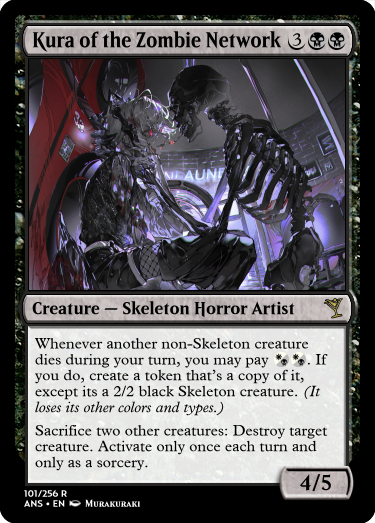 Kura of the Zombie Network 3
Creature — Skeleton Horror Artist
Whenever another non-Skeleton creature
dies during your turn, you may pay . If
you do, create a token that's a copy of it,
except its a 2/2 black Skeleton creature. (It
loses its other colors and types.)
Sacrifice two other creatures: Destroy target
creature. Activate only once each turn and
only as a sorcery.
4/5
101/256 R
ANS • EN Murakuraki